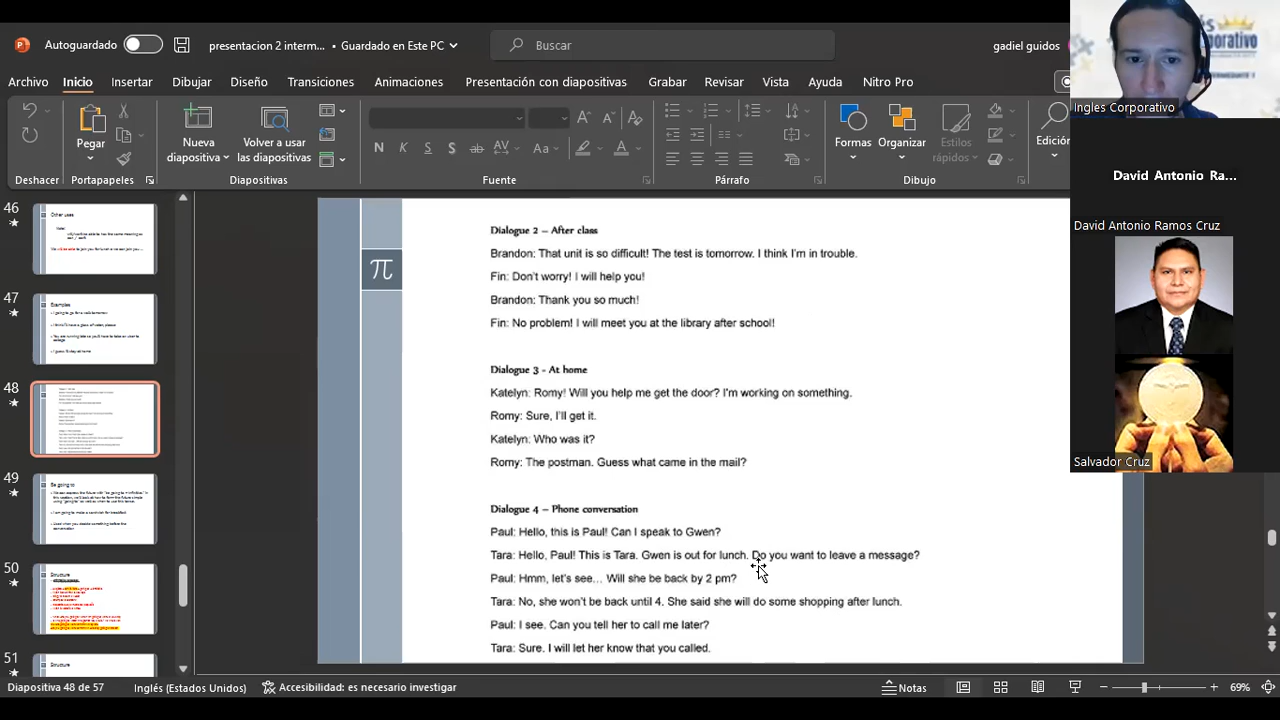 Autoguardado
presentacion 2 interm... • Guardado en Este PC
Buscar
gadiel guidos
Archivo
Inicio
Insertar
Dibujar
Diseño
Transiciones
Animaciones
Presentación con diapositivas
Grabar
Revisar
Vista
Ayuda
Nitro Pro
Pegar
Nueva
diapositiva
Volver a usar
las diapositivas
Formas
Organizar
Estilos
rápidos
Edición
Deshacer
Portapapeles
Diapositivas
Fuente
Párrafo
Dibujo
Ingles Corporativo
David Antonio Ra...
David Antonio Ramos Cruz
Salvador Cruz
46
Other uses
47
Examples
48
49
Be going to
50
Structure
51
Structure
π
Dialogue 2 – After class
Brandon: That unit is so difficult! The test is tomorrow. I think I'm in trouble.
Fin: Don't worry! I will help you!
Brandon: Thank you so much!
Fin: No problem! I will meet you at the library after school!
Dialogue 3 - At home
Katelyn: Romy! Will you help me get the door? I'm working on something.
Romy: Sure, I'll get it.
Katelyn: Who was it?
Romy: The postman. Guess what came in the mail?
Dialogue 4 – Phone conversation
Paul: Hello, this is Paul! Can I speak to Gwen?
Tara: Hello, Paul! This is Tara. Gwen is out for lunch. Do you want to leave a message?
Paul: Hmm, let's see... Will she be back by 2 pm?
Tara: No, she won't be back until 4. She said she will do some shopping after lunch.
Paul: I see. Can you tell her to call me later?
Tara: Sure. I will let her know that you called.
Diapositiva 48 de 57
Inglés (Estados Unidos)
Accesibilidad: es necesario investigar
Notas
69%